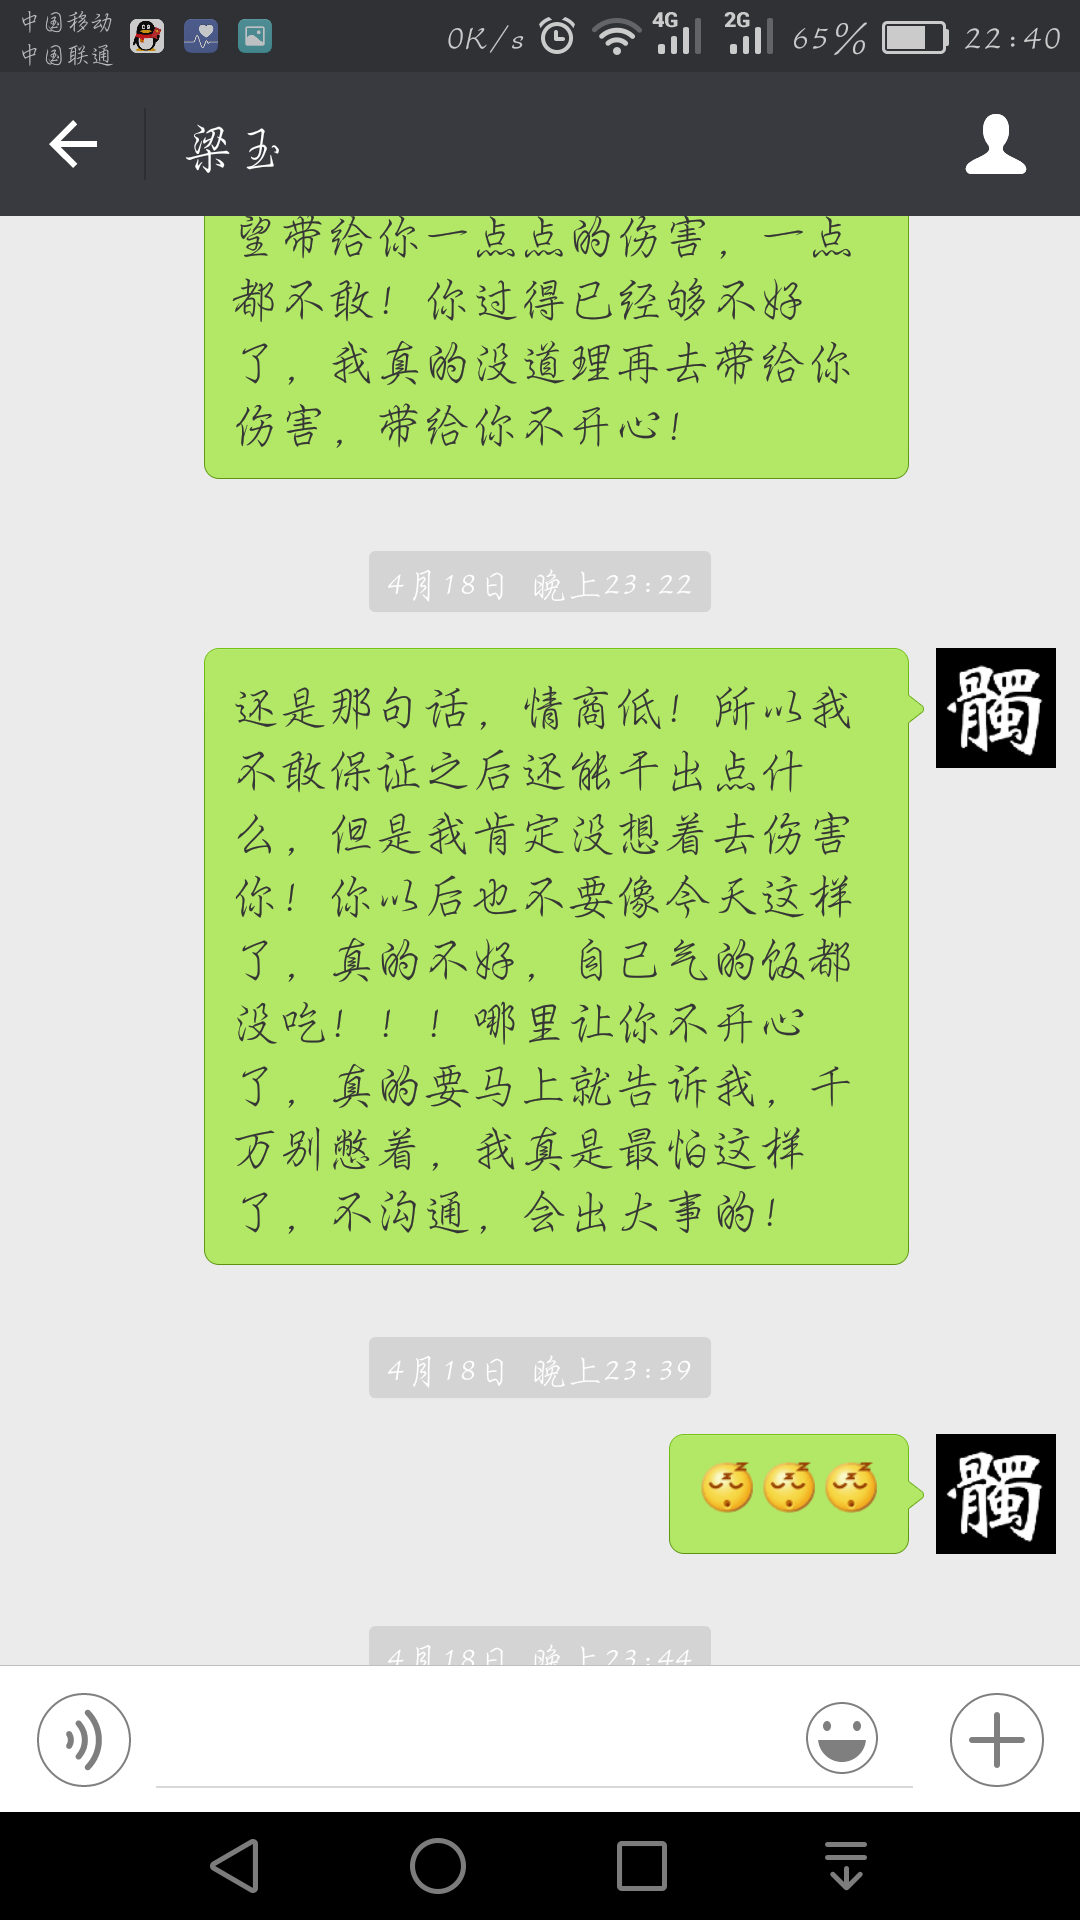 中国移动
中国联通
0K/s 4G 2G 65% 22:40
梁玉
望带给你一点点的伤害，一点
都不敢！你过得已经够不好
了，我真的没道理再去带给你
伤害，带给你不开心！
4月18日 晚上23:22
还是那句话，情商低！所以我
不敢保证之后还能干出点什
么，但是我肯定没想着去伤害
你！你以后也不要像今天这样
了，真的不好，自己气的饭都
没吃！！！哪里让你不开心
了，真的要马上就告诉我，千
万别憋着，我真是最怕这样
了，不沟通，会出大事的！
髑
4月18日 晚上23:39
髑
4月18日 晚上23:44